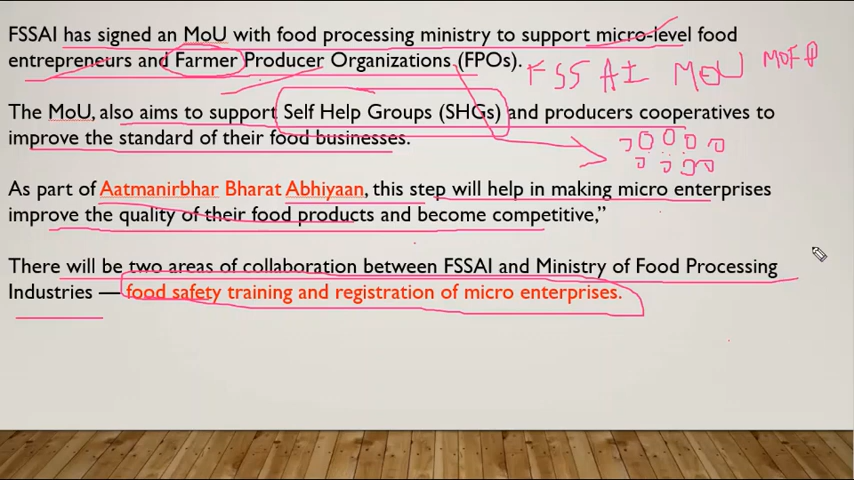 FSSAI has signed an MoU with food processing ministry to support micro-level food
entrepreneurs and Farmer Producer Organizations (FPOs).
FSSAI MOU MOFP
The MoU, also aims to support Self Help Groups (SHGs) and producers cooperatives to
improve the standard of their food businesses.
As part of Aatmanirbhar Bharat Abhiyaan, this step will help in making micro enterprises
improve the quality of their food products and become competitive,”
There will be two areas of collaboration between FSSAI and Ministry of Food Processing
Industries — food safety training and registration of micro enterprises.